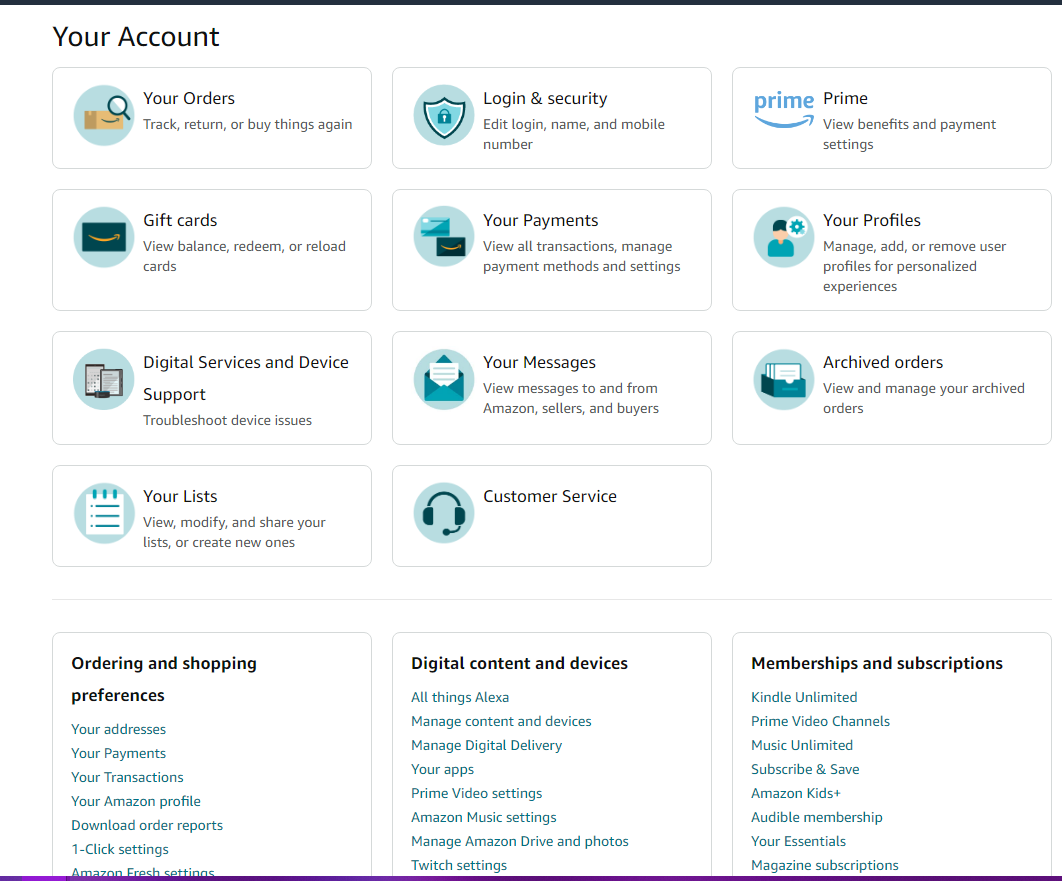 Your Account
Your Orders
Track, return, or buy things again
Login & security
Edit login, name, and mobile
number
prime
Prime
View benefits and payment
settings
Gift cards
View balance, redeem, or reload
cards
Your Payments
View all transactions, manage
payment methods and settings
Your Profiles
Manage, add, or remove user
profiles for personalized
experiences
Digital Services and Device
Support
Troubleshoot device issues
Your Messages
View messages to and from
Amazon, sellers, and buyers
Archived orders
View and manage your archived
orders
Your Lists
View, modify, and share your
lists, or create new ones
Customer Service
Ordering and shopping
preferences
Your addresses
Your Payments
Your Transactions
Your Amazon profile
Download order reports
1-Click settings
Amazon Fresh settings
Digital content and devices
All things Alexa
Manage content and devices
Manage Digital Delivery
Your apps
Prime Video settings
Amazon Music settings
Manage Amazon Drive and photos
Twitch settings
Memberships and subscriptions
Kindle Unlimited
Prime Video Channels
Music Unlimited
Subscribe & Save
Amazon Kids+
Audible membership
Your Essentials
Magazine subscriptions